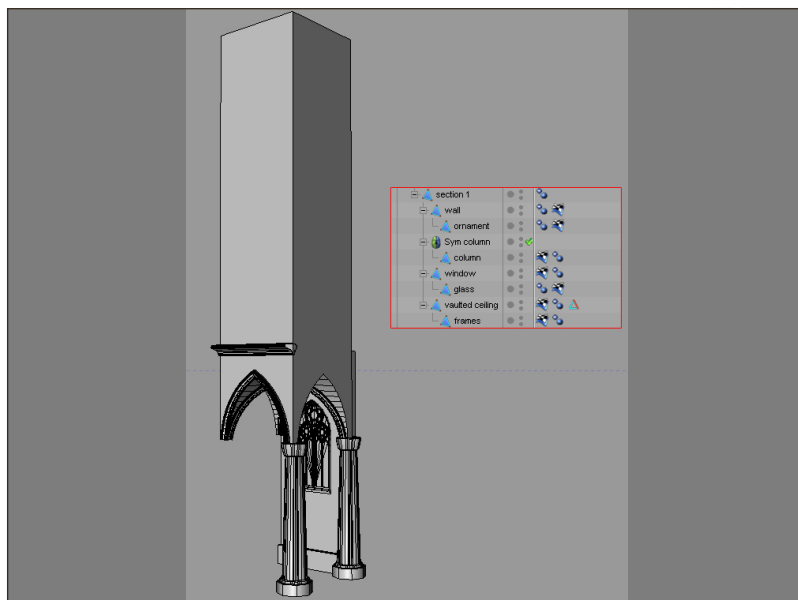 section 1
wall
ornament
Sym column
column
window
glass
vaulted ceiling
frames